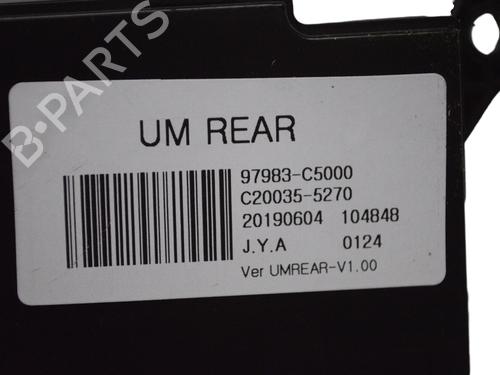 B-PARTS
UM REAR
97983-C5000
C20035-5270
20190604 104848
J.Y.A 0124
Ver UMREAR-V1.00